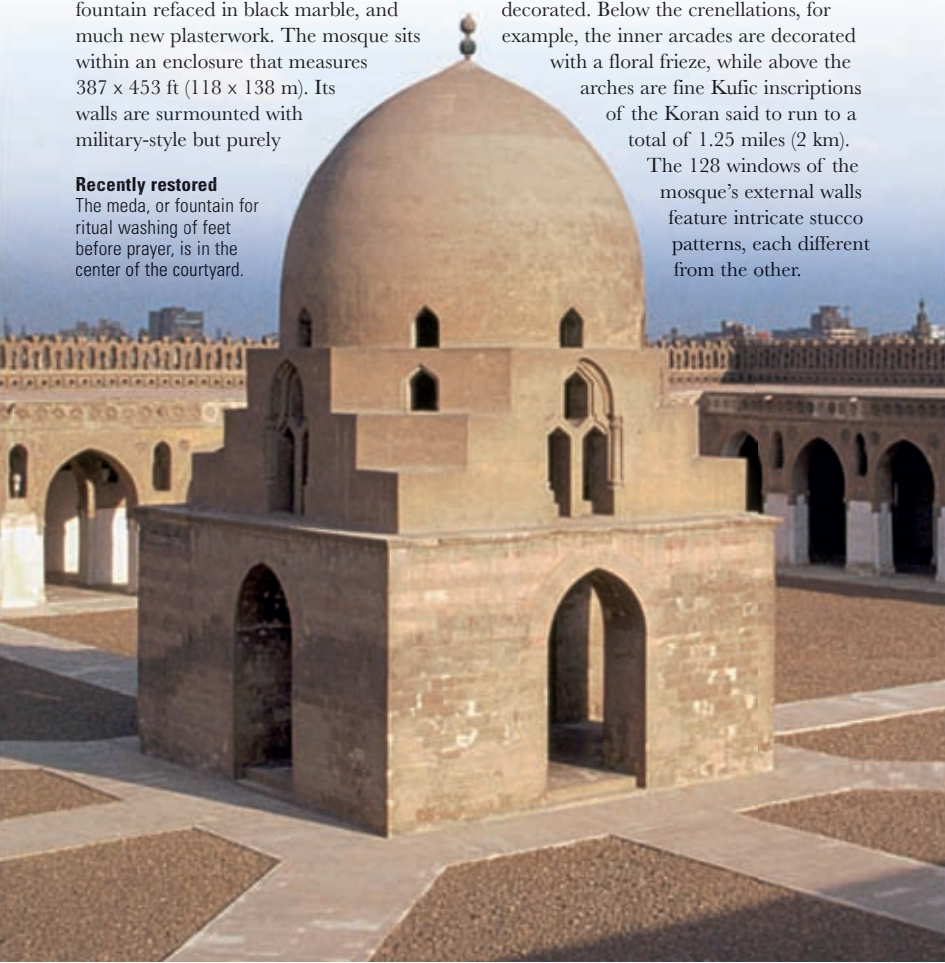 fountain refaced in black marble, and
much new plasterwork. The mosque sits
within an enclosure that measures
387 x 453 ft (118 x 138 m). Its
walls are surmounted with
military-style but purely
Recently restored
The meda, or fountain for
ritual washing of feet
before prayer, is in the
center of the courtyard.
decorated. Below the crenellations, for
example, the inner arcades are decorated
with a floral frieze, while above the
arches are fine Kufic inscriptions
of the Koran said to run to a
total of 1.25 miles (2 km).
The 128 windows of the
mosque's external walls
feature intricate stucco
patterns, each different
from the other.